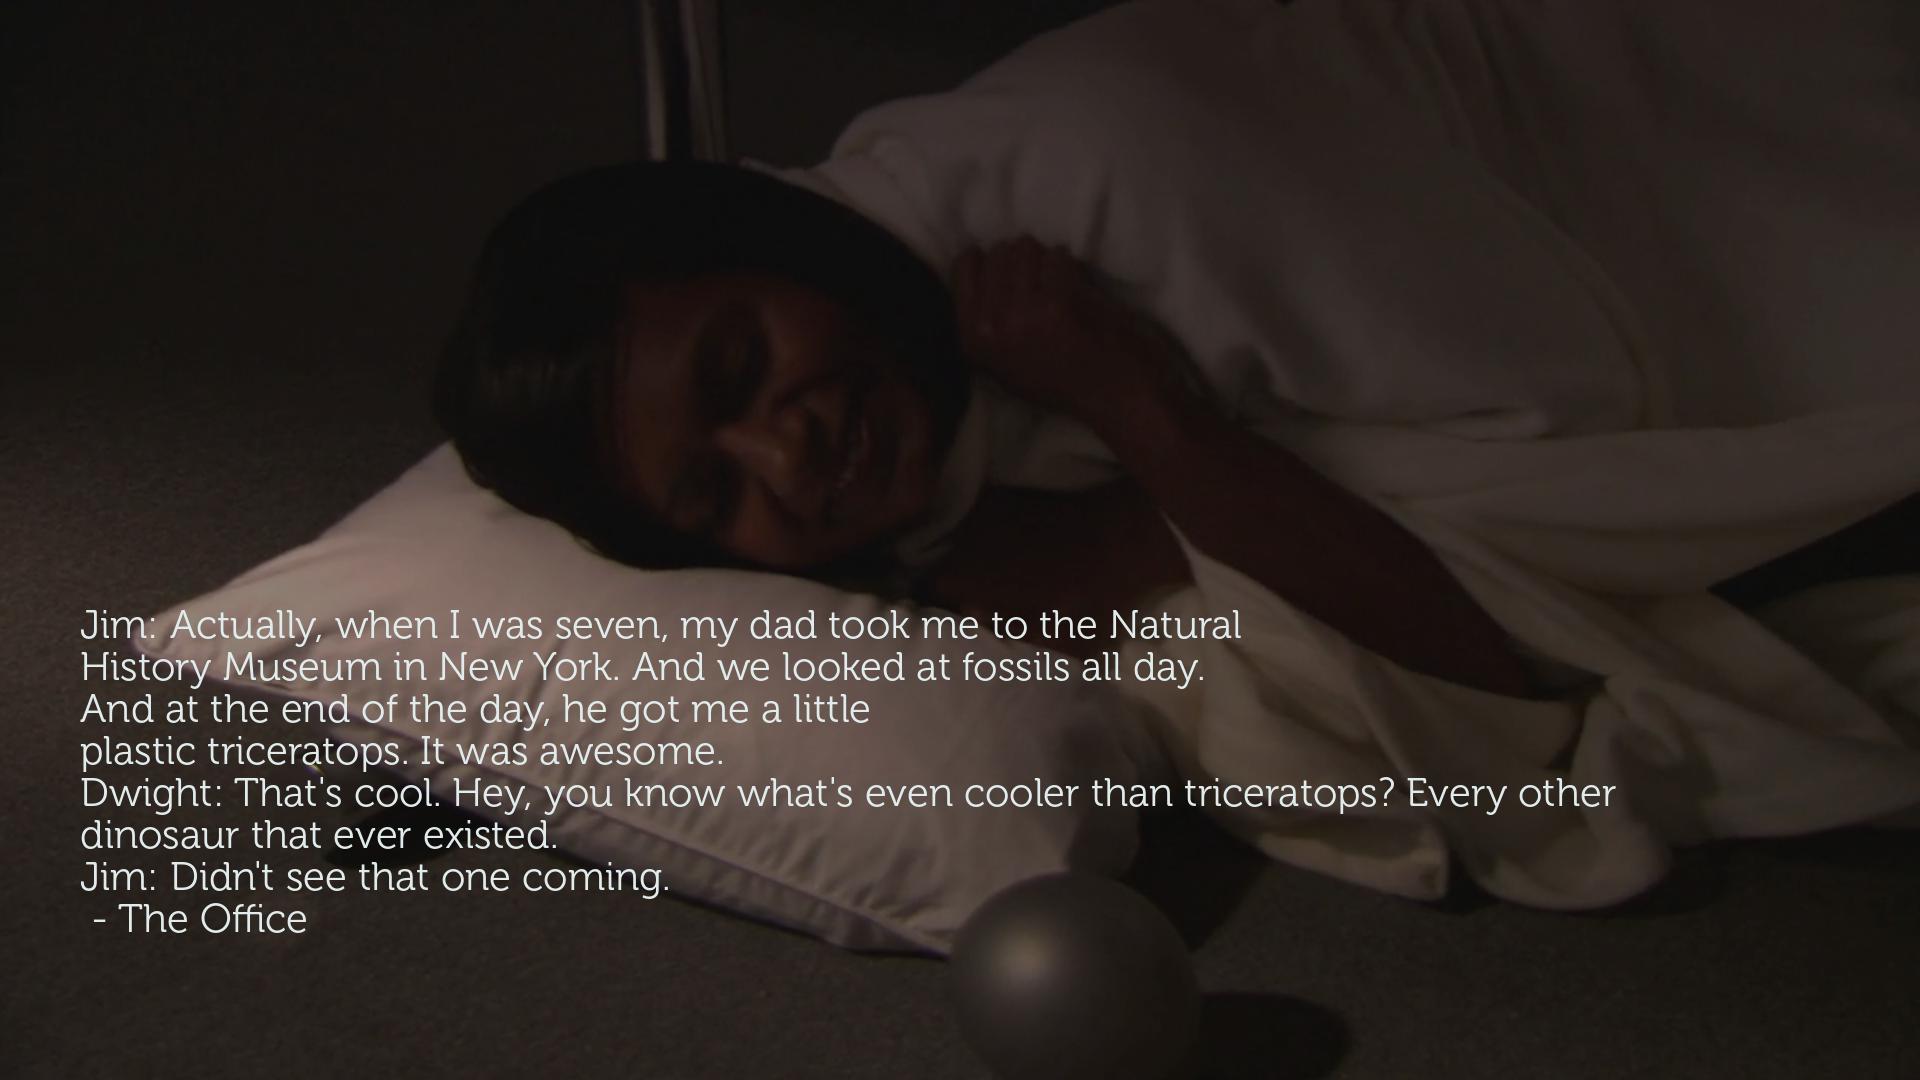 Jim: Actually, when I was seven, my dad took me to the Natural
History Museum in New York. And we looked at fossils all day.
And at the end of the day, he got me a little
plastic triceratops. It was awesome.
Dwight: That's cool. Hey, you know what's even cooler than triceratops? Every other
dinosaur that ever existed.
Jim: Didn't see that one coming.
- The Office